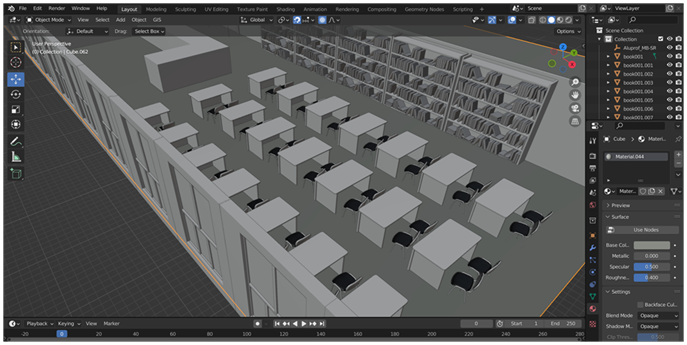 File Edit Render Window Help Layout Modeling Sculpting UV Editing Texture Paint Shading Animation Rendering Compositing Geometry Nodes Scripting + Scene ViewLayer
Object Mode View Select Add Object GIS Global
Orientation: Default Drag: Select Box Options
User Perspective
(0) Collection | Cube.062
Scene Collection
Collection
Aluprof_MB-SR
book001
book001.001
book001.002
book001.003
book001.004
book001.005
book001.006
book001.007
Cube Materi...
Material.044
Mater...
Preview
Surface
Use Nodes
Base Col...
Metallic 0.000
Specular 0.500
Roughne... 0.400
Settings
Backface Cul...
Blend Mode Opaque
Shadow M... Opaque
Clip Thres...
Playback Keying View Marker 0 Start 1 End 250
-20 0 20 40 60 80 100 120 140 160 180 200 220 240 260 280